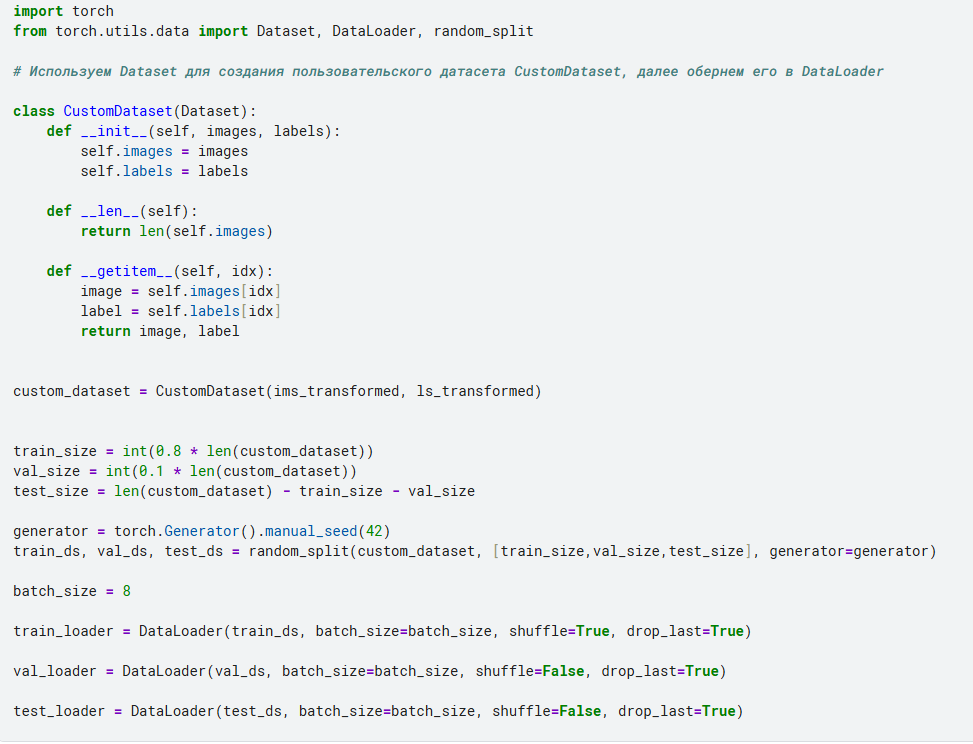 import torch
from torch.utils.data import Dataset, DataLoader, random_split
# Используем Dataset для создания пользовательского датасета CustomDataset, далее обернем его в DataLoader
class CustomDataset(Dataset):
    def __init__(self, images, labels):
        self.images = images
        self.labels = labels
    def __len__(self):
        return len(self.images)
    def __getitem__(self, idx):
        image = self.images[idx]
        label = self.labels[idx]
        return image, label
custom_dataset = CustomDataset(ims_transformed, ls_transformed)
train_size = int(0.8 * len(custom_dataset))
val_size = int(0.1 * len(custom_dataset))
test_size = len(custom_dataset) - train_size - val_size
generator = torch.Generator().manual_seed(42)
train_ds, val_ds, test_ds = random_split(custom_dataset, [train_size,val_size,test_size], generator=generator)
batch_size = 8
train_loader = DataLoader(train_ds, batch_size=batch_size, shuffle=True, drop_last=True)
val_loader = DataLoader(val_ds, batch_size=batch_size, shuffle=False, drop_last=True)
test_loader = DataLoader(test_ds, batch_size=batch_size, shuffle=False, drop_last=True)